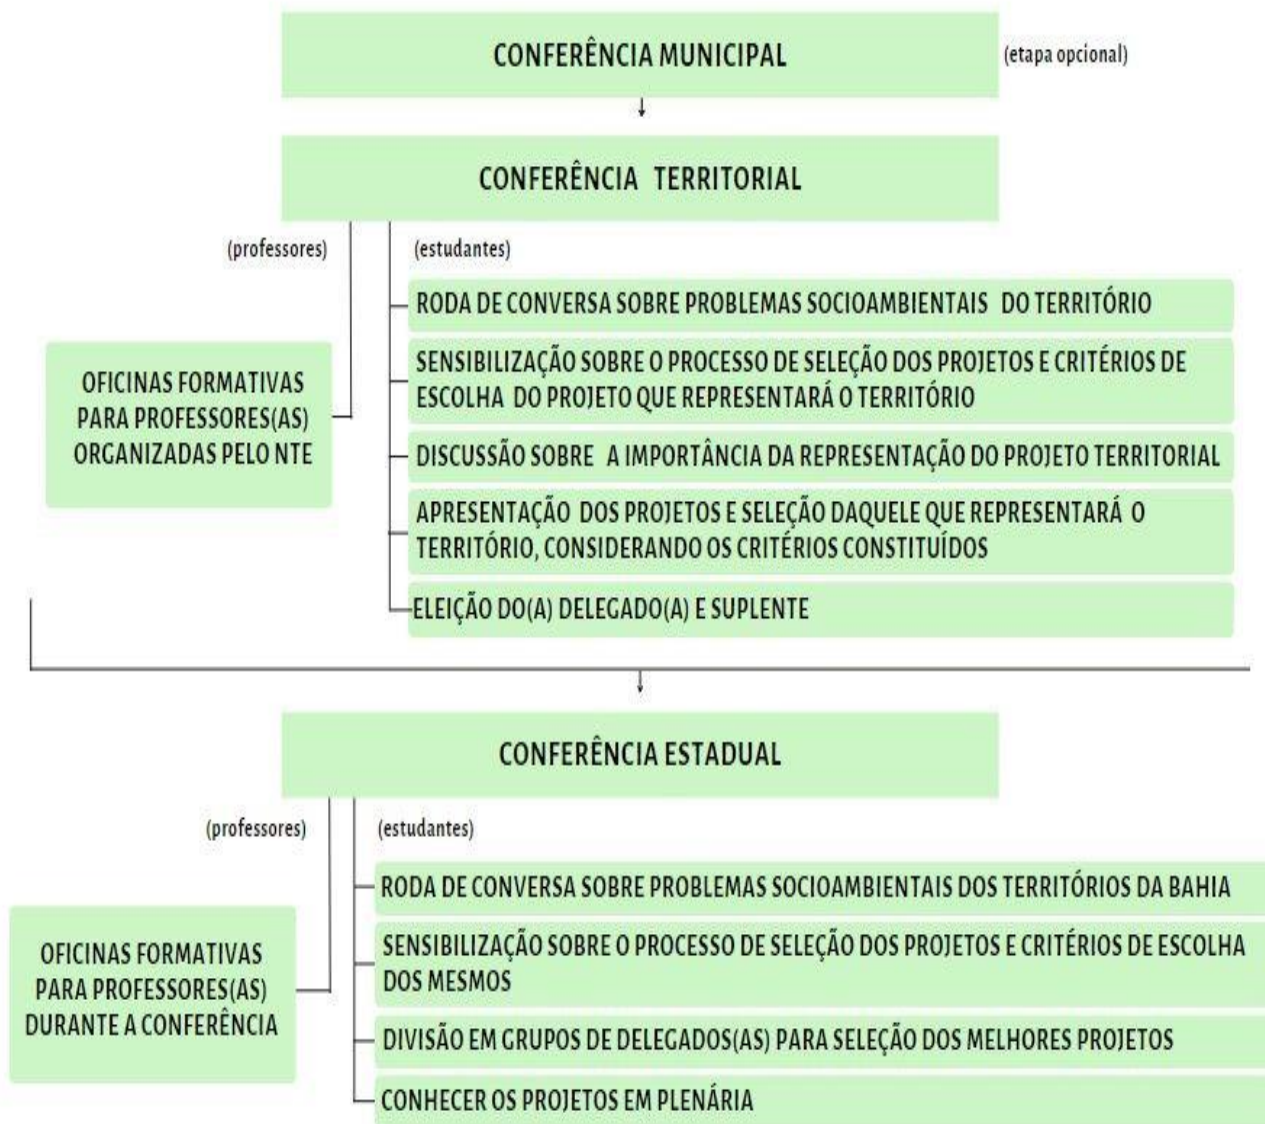 CONFERÊNCIA MUNICIPAL
(etapa opcional)
CONFERÊNCIA TERRITORIAL
(professores)
(estudantes)
OFICINAS FORMATIVAS
PARA PROFESSORES(AS)
ORGANIZADAS PELO NTE
RODA DE CONVERSA SOBRE PROBLEMAS SOCIOAMBIENTAIS DO TERRITÓRIO
SENSIBILIZAÇÃO SOBRE O PROCESSO DE SELEÇÃO DOS PROJETOS E CRITÉRIOS DE
ESCOLHA DO PROJETO QUE REPRESENTARÁ O TERRITÓRIO
DISCUSSÃO SOBRE A IMPORTÂNCIA DA REPRESENTAÇÃO DO PROJETO TERRITORIAL
APRESENTAÇÃO DOS PROJETOS E SELEÇÃO DAQUELE QUE REPRESENTARÁ O
TERRITÓRIO, CONSIDERANDO OS CRITÉRIOS CONSTITUÍDOS
ELEIÇÃO DO(A) DELEGADO(A) E SUPLENTE
CONFERÊNCIA ESTADUAL
(professores)
(estudantes)
OFICINAS FORMATIVAS
PARA PROFESSORES(AS)
DURANTE A CONFERÊNCIA
RODA DE CONVERSA SOBRE PROBLEMAS SOCIOAMBIENTAIS DOS TERRITÓRIOS DA BAHIA
SENSIBILIZAÇÃO SOBRE O PROCESSO DE SELEÇÃO DOS PROJETOS E CRITÉRIOS DE ESCOLHA
DOS MESMOS
DIVISÃO EM GRUPOS DE DELEGADOS(AS) PARA SELEÇÃO DOS MELHORES PROJETOS
CONHECER OS PROJETOS EM PLENÁRIA